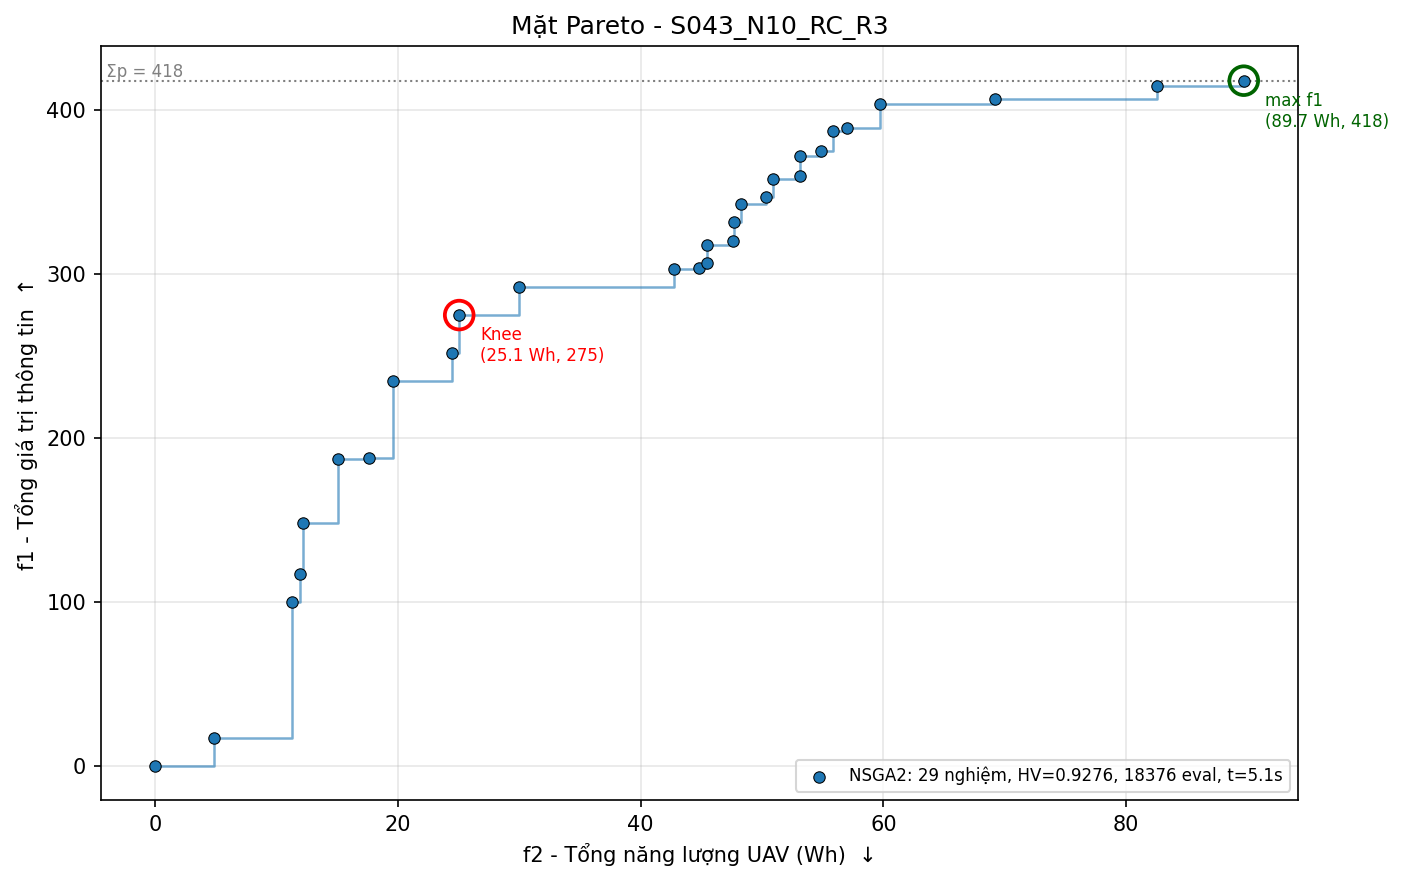 Mặt Pareto - S043_N10_RC_R3
Σp = 418
max f1
(89.7 Wh, 418)
400
300
200
100
0
f1 - Tổng giá trị thông tin ↑
Knee
(25.1 Wh, 275)
NSGA2: 29 nghiệm, HV=0.9276, 18376 eval, t=5.1s
0 20 40 60 80
f2 - Tổng năng lượng UAV (Wh) ↓